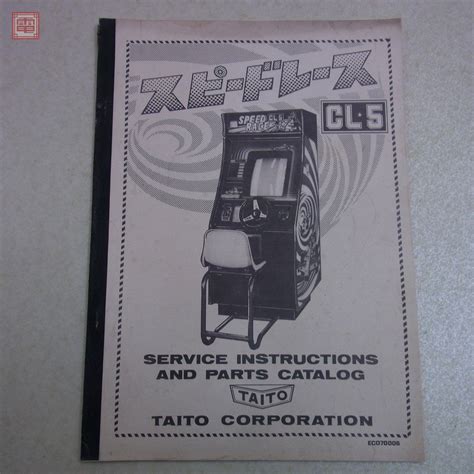 スピードレース
CL・5
SPEED CL5
RACE
SERVICE INSTRUCTIONS
AND PARTS CATALOG
TAITO
TAITO CORPORATION